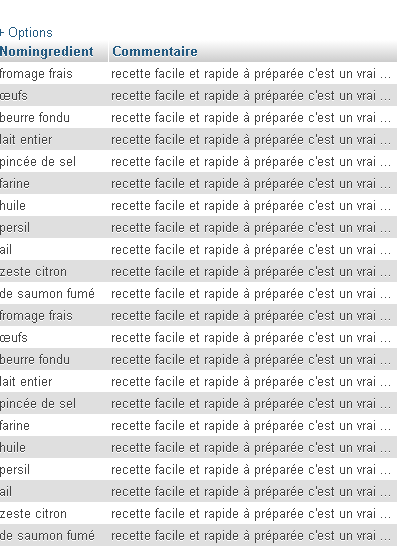 + Options
Nomingredient Commentaire
fromage frais recette facile et rapide à préparée c'est un vrai ...
œufs recette facile et rapide à préparée c'est un vrai ...
beurre fondu recette facile et rapide à préparée c'est un vrai ...
lait entier recette facile et rapide à préparée c'est un vrai ...
pincée de sel recette facile et rapide à préparée c'est un vrai ...
farine recette facile et rapide à préparée c'est un vrai ...
huile recette facile et rapide à préparée c'est un vrai ...
persil recette facile et rapide à préparée c'est un vrai ...
ail recette facile et rapide à préparée c'est un vrai ...
zeste citron recette facile et rapide à préparée c'est un vrai ...
de saumon fumé recette facile et rapide à préparée c'est un vrai ...
fromage frais recette facile et rapide à préparée c'est un vrai ...
œufs recette facile et rapide à préparée c'est un vrai ...
beurre fondu recette facile et rapide à préparée c'est un vrai ...
lait entier recette facile et rapide à préparée c'est un vrai ...
pincée de sel recette facile et rapide à préparée c'est un vrai ...
farine recette facile et rapide à préparée c'est un vrai ...
huile recette facile et rapide à préparée c'est un vrai ...
persil recette facile et rapide à préparée c'est un vrai ...
ail recette facile et rapide à préparée c'est un vrai ...
zeste citron recette facile et rapide à préparée c'est un vrai ...
de saumon fumé recette facile et rapide à préparée c'est un vrai ...